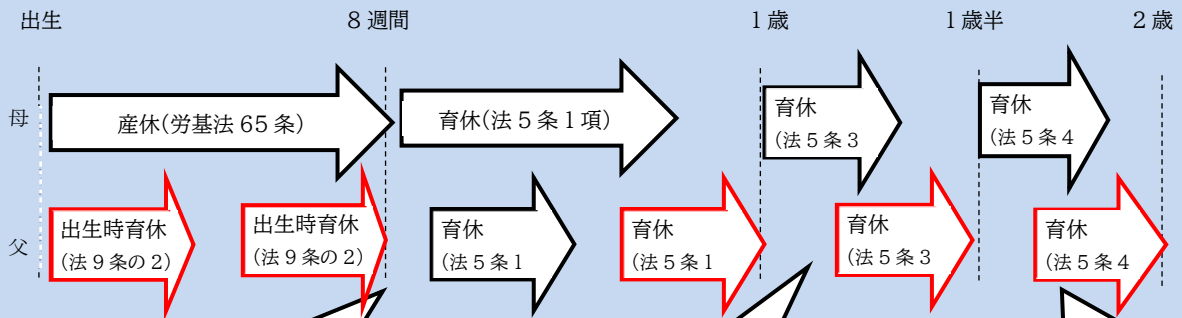 出生
8週間
1歳
1歳半
2歳
母
産休(労基法65条)
育休(法5条1項)
育休
(法5条3
育休
(法5条4
父
出生時育休
(法9条の2)
出生時育休
(法9条の2)
育休
(法5条1
育休
(法5条1
育休
(法5条3
育休
(法5条4